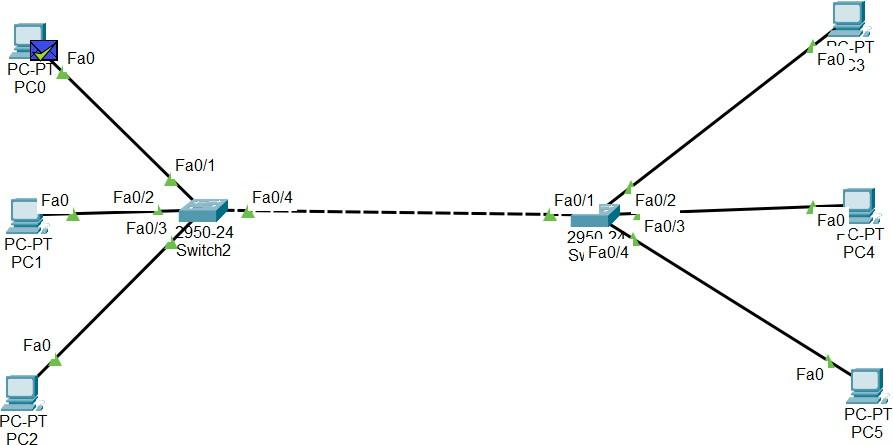 PC-PT
PC0
Fa0
Fa0/1
Fa0
PC-PT
PC1
Fa0/2
Fa0/3
2950-24
Switch2
Fa0/4
Fa0
PC-PT
PC2
Fa0/1
Fa0/2
Fa0/3
Fa0/4
Fa0
Fa0
PC4
Fa0
PC-PT
PC5